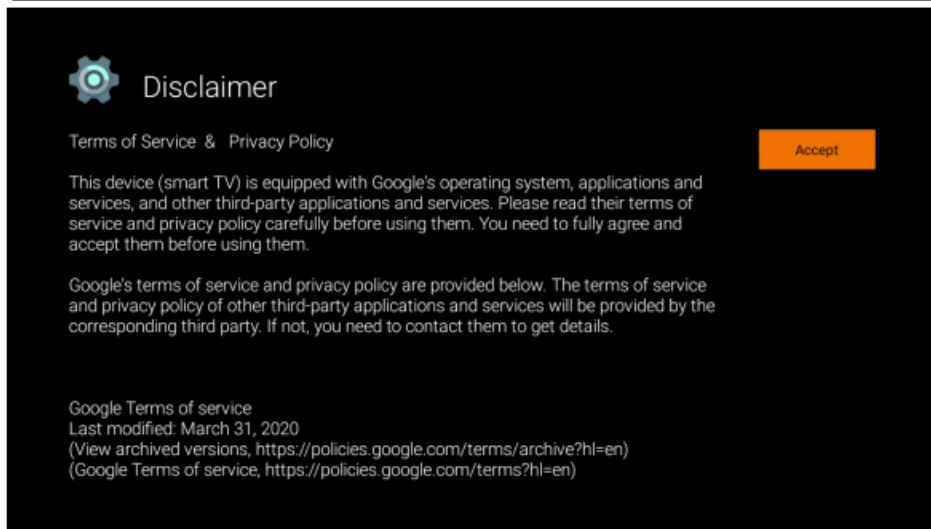 Disclaimer
Terms of Service & Privacy Policy
Accept
This device (smart TV) is equipped with Google's operating system, applications and
services, and other third-party applications and services. Please read their terms of
service and privacy policy carefully before using them. You need to fully agree and
accept them before using them.
Google's terms of service and privacy policy are provided below. The terms of service
and privacy policy of other third-party applications and services will be provided by the
corresponding third party. If not, you need to contact them to get details.
Google Terms of service
Last modified: March 31, 2020
(View archived versions, https://policies.google.com/terms/archive?hl=en)
(Google Terms of service, https://policies.google.com/terms?hl=en)